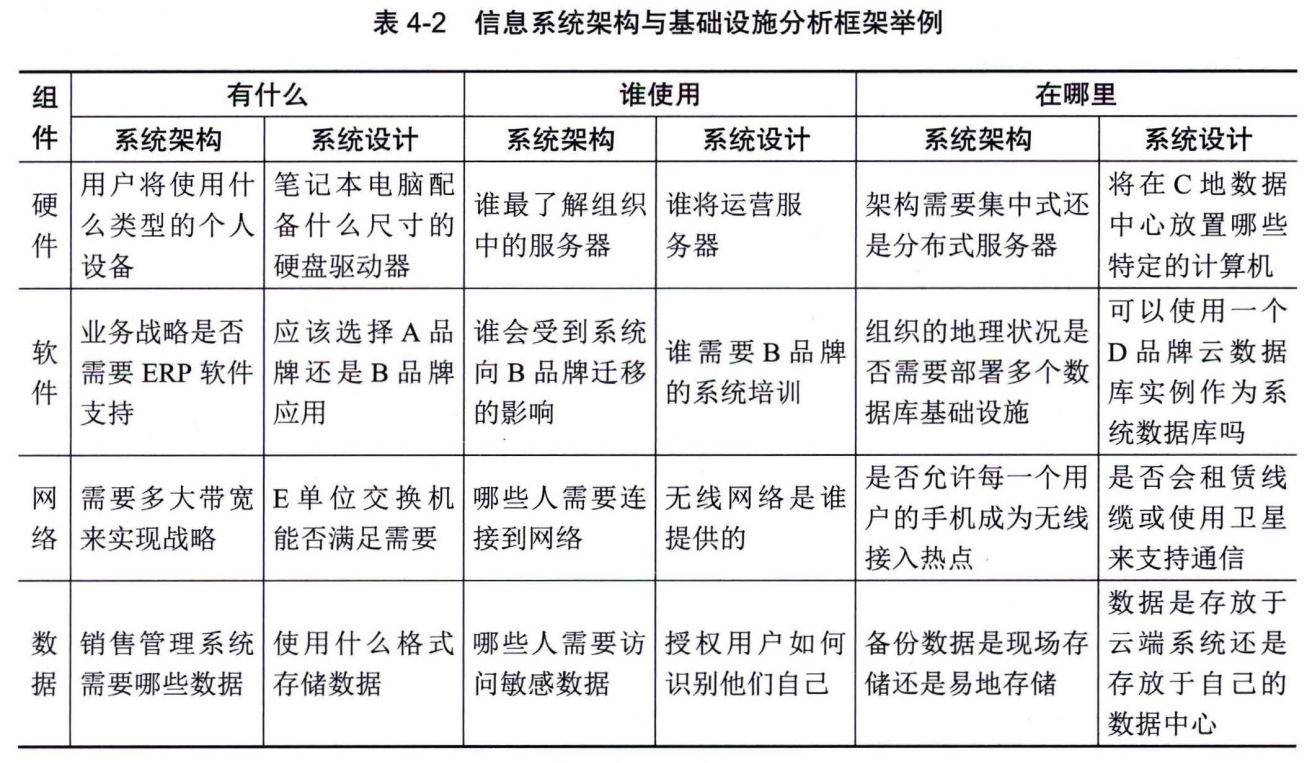 表 4-2 信息系统架构与基础设施分析框架举例
组
件
有什么
谁使用
在哪里
系统架构
系统设计
系统架构
系统设计
系统架构
系统设计
硬
件
用户将使用什
么类型的个人
设备
笔记本电脑配
备什么尺寸的
硬盘驱动器
谁最了解组织
中的服务器
谁将运营服
务器
架构需要集中式还
是分布式服务器
将在 C 地数据
中心放置哪些
特定的计算机
软
件
业务战略是否
需要 ERP 软件
支持
应该选择 A 品
牌还是 B 品牌
应用
谁会受到系统
向 B 品牌迁移
的影响
谁需要 B 品牌
的系统培训
组织的地理状况是
否需要部署多个数
据库基础设施
可以使用一个
D 品牌云数据
库实例作为系
统数据库吗
网
络
需要多大带宽
来实现战略
E 单位交换机
能否满足需要
哪些人需要连
接到网络
无线网络是谁
提供的
是否允许每一个用
户的手机成为无线
接入热点
是否会租赁线
缆或使用卫星
来支持通信
数
据
销售管理系统
需要哪些数据
使用什么格式
存储数据
哪些人需要访
问敏感数据
授权用户如何
识别他们自己
备份数据是现场存
储还是易地存储
数据是存放于
云端系统还是
存放于自己的
数据中心